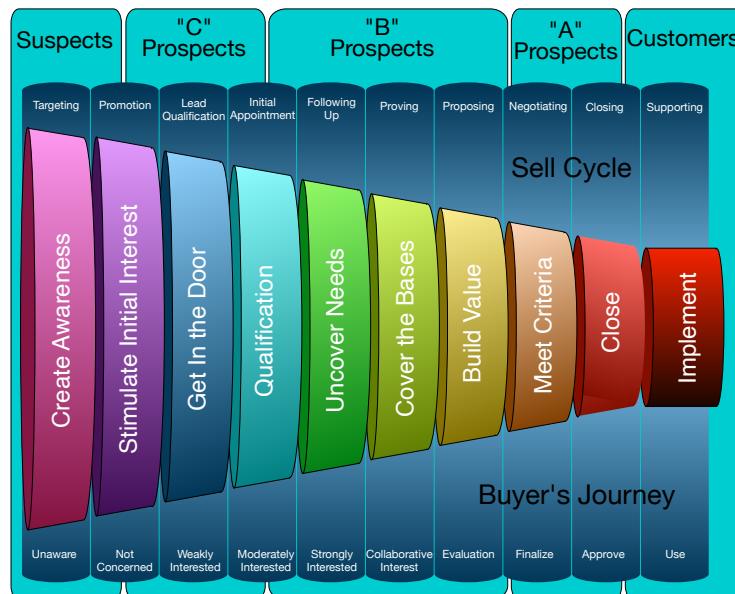 Suspects
"C"
Prospects
"B"
Prospects
"A"
Prospects
Customers
Targeting
Promotion
Lead
Qualification
Initial
Appointment
Following
Up
Proving
Proposing
Negotiating
Closing
Supporting
Sell Cycle
Create Awareness
Stimulate Initial Interest
Get In the Door
Qualification
Uncover Needs
Cover the Bases
Build Value
Meet Criteria
Close
Implement
Buyer's Journey
Unaware
Not
Concerned
Weakly
Interested
Moderately
Interested
Strongly
Interested
Collaborative
Interest
Evaluation
Finalize
Approve
Use